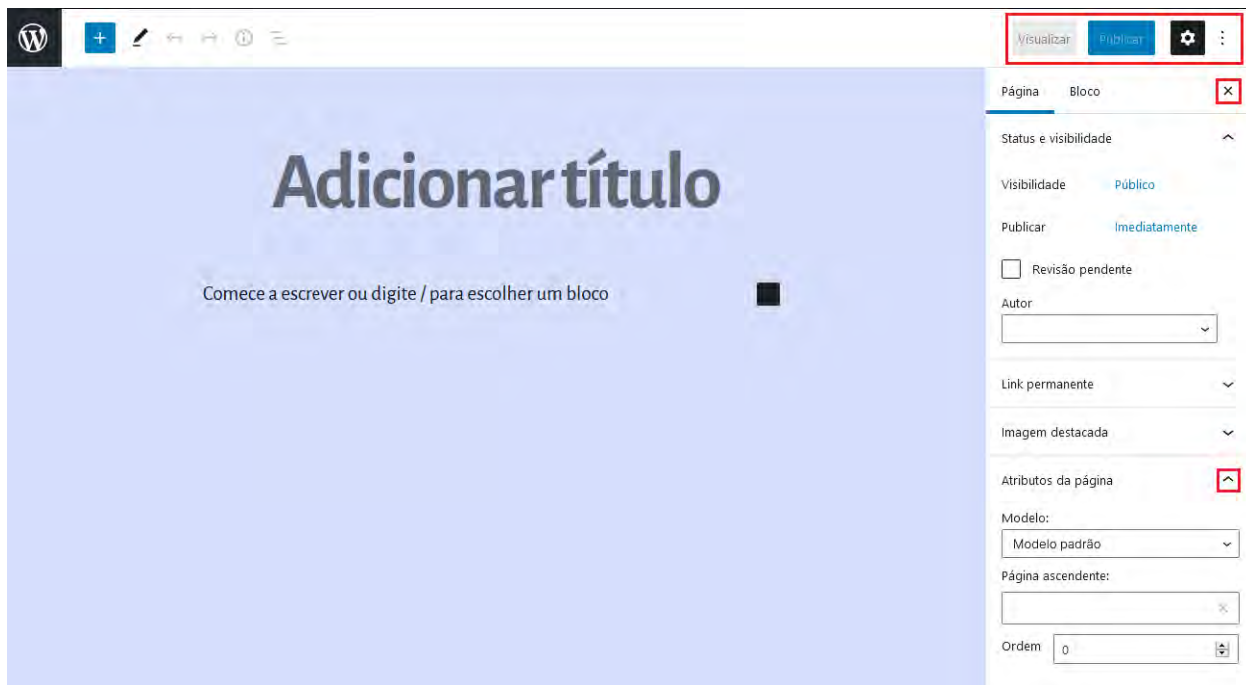 Visualizar Publicar
Página Bloco
Status e visibilidade
Visibilidade Público
Publicar Imediatamente
Revisão pendente
Autor
Link permanente
Imagem destacada
Atributos da página
Modelo:
Modelo padrão
Página ascendente:
Ordem 0
Adicionar título
Comece a escrever ou digite / para escolher um bloco